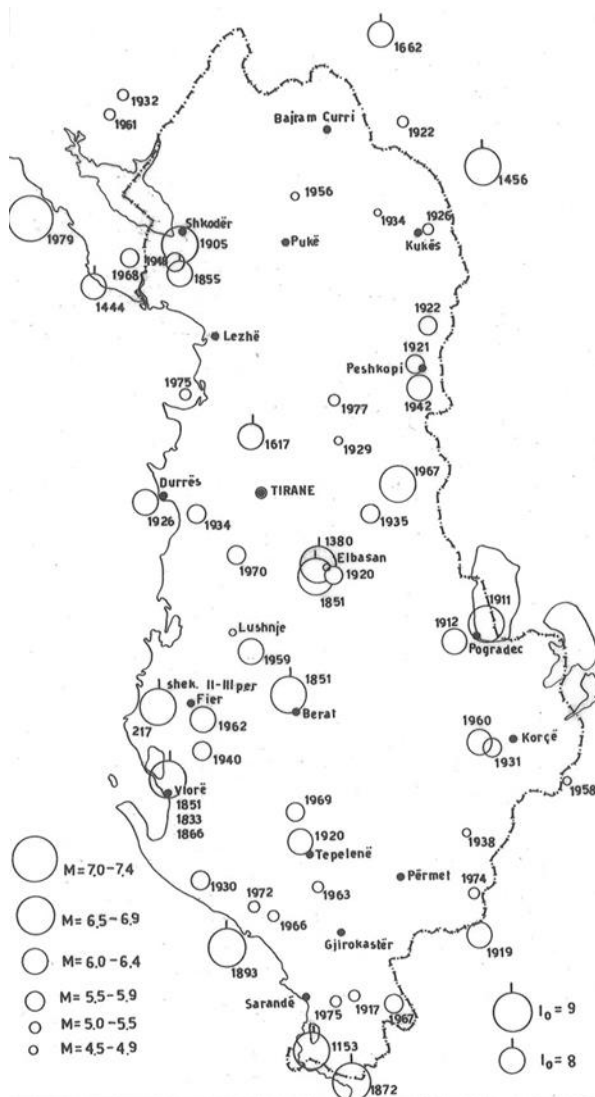 1662
1932
1961
1922
Bajram Curri
1456
1956
1934
1926
1979
Shkodër
1905
Pukë
Kukës
1968
1948
1855
1444
1922
Lezhë
1921
Peshkopi
1975
1977
1942
1617
1929
1967
Durrës
TIRANE
1926
1934
1935
1380
Elbasan
1970
1920
1851
1911
Lushnje
1912
Pogradec
1959
1851
shek. II-III per
Fier
217
1962
Berat
1960
Korçë
1940
1931
Vlorë
1851
1833
1866
1958
1969
1920
1938
Tepelenë
M=7.0-7.4
1930
1963
Përmet
1974
1972
M=6.5-6.9
1966
Gjirokastër
1919
M=6.0-6.4
1893
M=5.5-5.9
Sarandë
1975
1917
1967
I₀=9
M=5.0-5.5
M=4.5-4.9
1153
I₀=8
1872